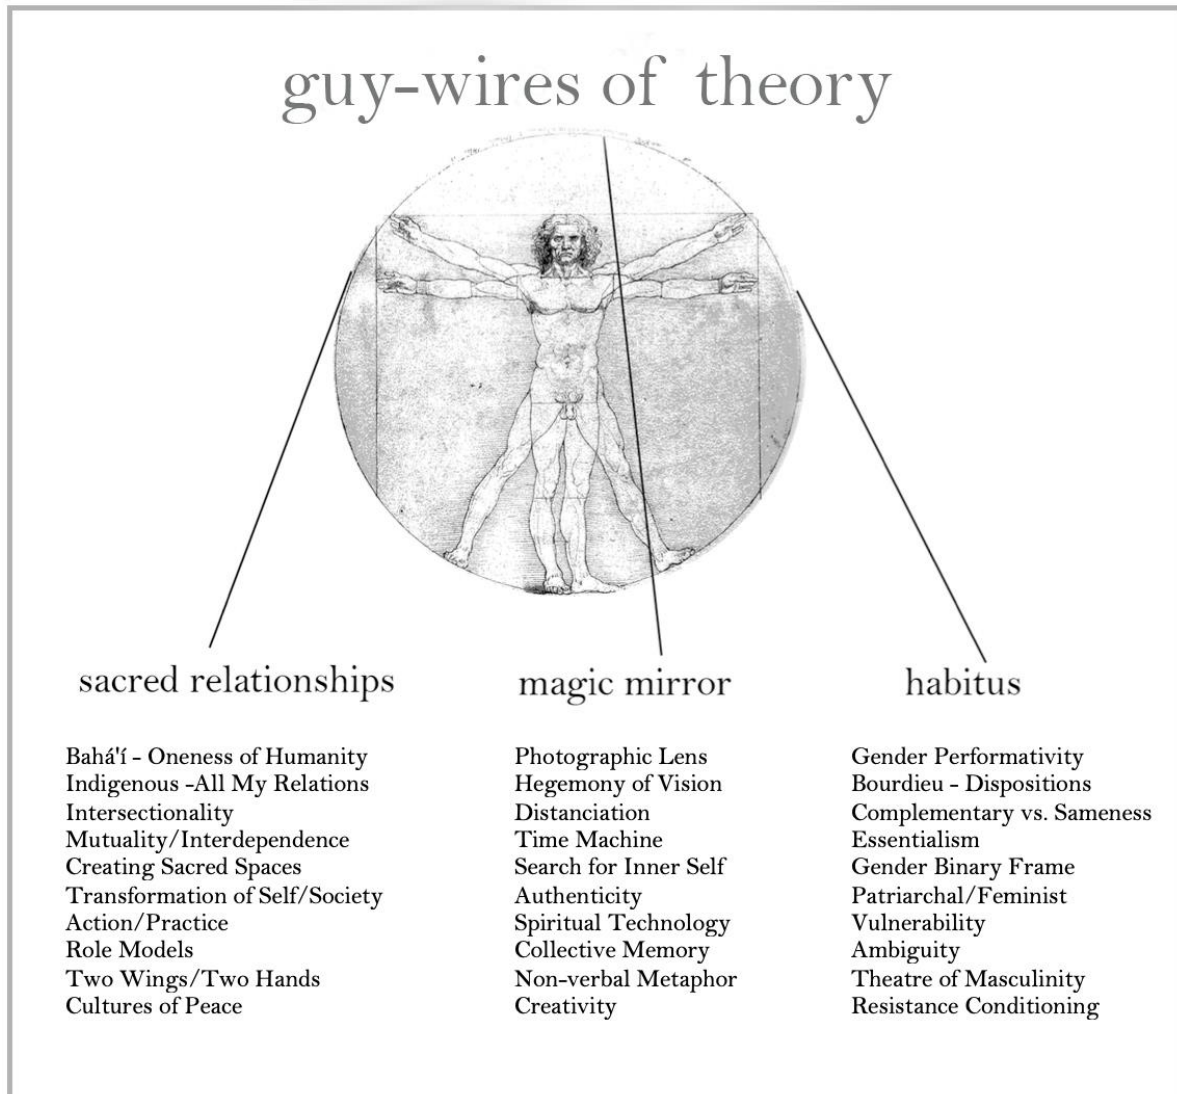 guy-wires of theory
sacred relationships
Bahá'í - Oneness of Humanity
Indigenous -All My Relations
Intersectionality
Mutuality/Interdependence
Creating Sacred Spaces
Transformation of Self/Society
Action/Practice
Role Models
Two Wings/Two Hands
Cultures of Peace
magic mirror
Photographic Lens
Hegemony of Vision
Distanciation
Time Machine
Search for Inner Self
Authenticity
Spiritual Technology
Collective Memory
Non-verbal Metaphor
Creativity
habitus
Gender Performativity
Bourdieu - Dispositions
Complementary vs. Sameness
Essentialism
Gender Binary Frame
Patriarchal/Feminist
Vulnerability
Ambiguity
Theatre of Masculinity
Resistance Conditioning